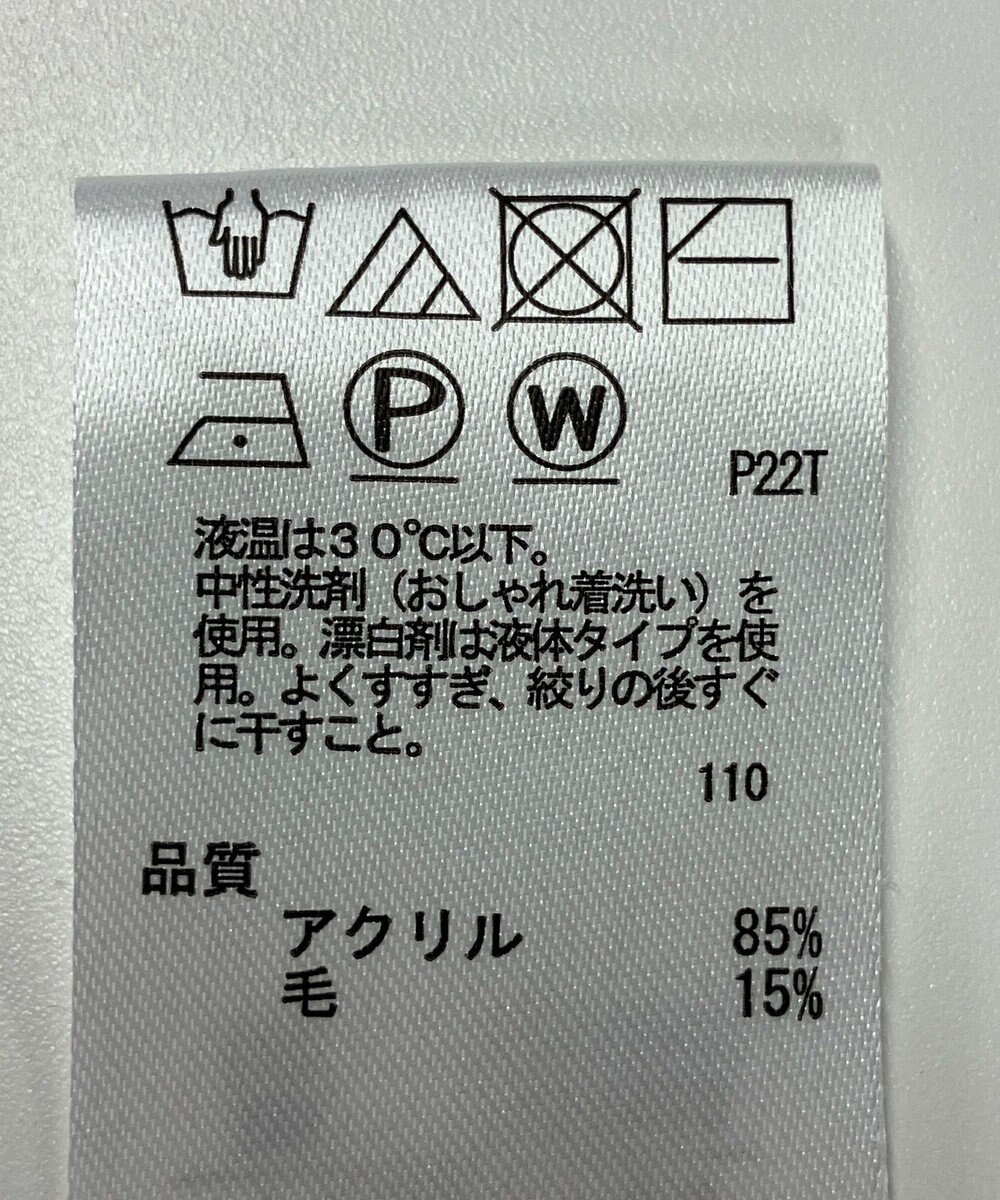 P W
P22T
液温は30℃以下。
中性洗剤（おしゃれ着洗い）を
使用。漂白剤は液体タイプを使
用。よくすすぎ、絞りの後すぐ
に干すこと。
110
品質
アクリル 85%
毛 15%